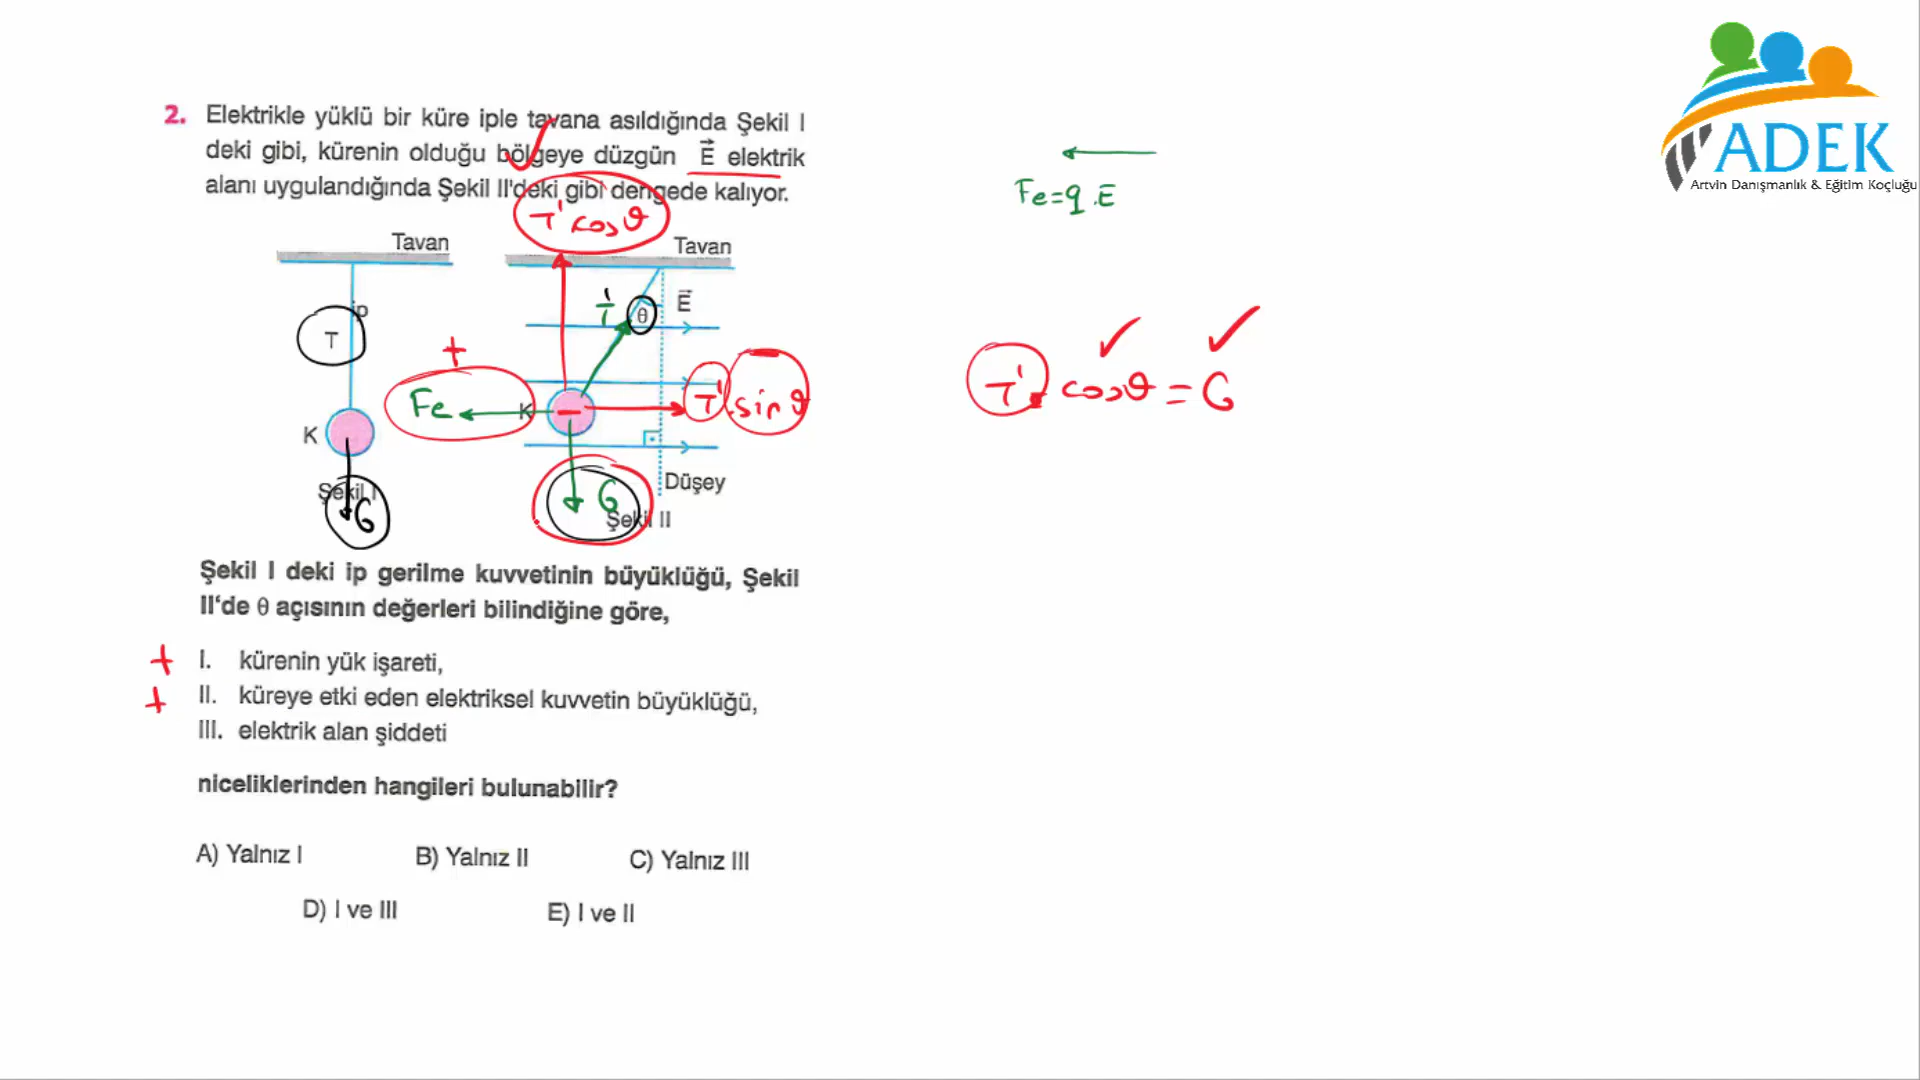 ADEK
Artvin Danışmanlık & Eğitim Koçluğu
2. Elektrikle yüklü bir küre iple tavana asıldığında Şekil I
deki gibi, kürenin olduğu bölgeye düzgün E elektrik
alanı uygulandığında Şekil II'deki gibi dengede kalıyor.
Fe=q.E
T' cosθ
Tavan
Tavan
ip
T
T'
θ
E
+
Fe
K
−
T'.sinθ
T'.cosθ=G
K
Düşey
Şekil I
G
G
Şekil II
Şekil I deki ip gerilme kuvvetinin büyüklüğü, Şekil
II'de θ açısının değerleri bilindiğine göre,
+ I. kürenin yük işareti,
+ II. küreye etki eden elektriksel kuvvetin büyüklüğü,
III. elektrik alan şiddeti
niceliklerinden hangileri bulunabilir?
A) Yalnız I B) Yalnız II C) Yalnız III
D) I ve III E) I ve II